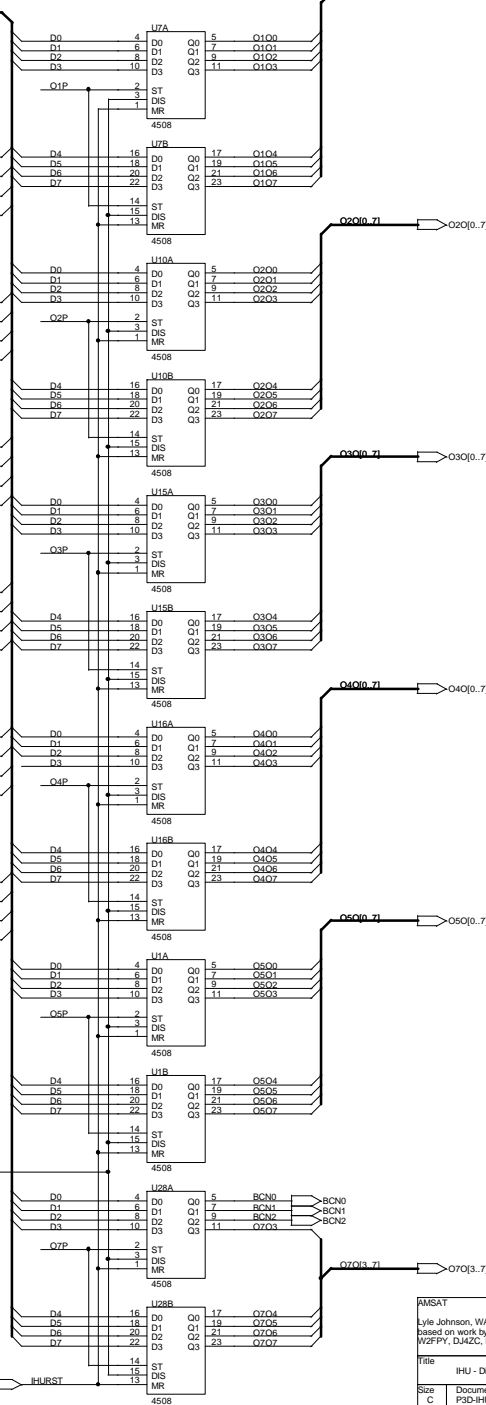 U7A
D0 4 D0 Q0 5 O1O0
D1 6 D1 Q1 7 O1O1
D2 8 D2 Q2 9 O1O2
D3 10 D3 Q3 11 O1O3
O1P 2 ST
3 DIS
1 MR
4508
U7B
D4 16 D0 Q0 17 O1O4
D5 18 D1 Q1 19 O1O5
D6 20 D2 Q2 21 O1O6
D7 22 D3 Q3 23 O1O7
14 ST
15 DIS
13 MR
4508
O2O[0..7] O2O[0..7]
U10A
D0 4 D0 Q0 5 O2O0
D1 6 D1 Q1 7 O2O1
D2 8 D2 Q2 9 O2O2
D3 10 D3 Q3 11 O2O3
O2P 2 ST
3 DIS
1 MR
4508
U10B
D4 16 D0 Q0 17 O2O4
D5 18 D1 Q1 19 O2O5
D6 20 D2 Q2 21 O2O6
D7 22 D3 Q3 23 O2O7
14 ST
15 DIS
13 MR
4508
O3O[0..7] O3O[0..7]
U15A
D0 4 D0 Q0 5 O3O0
D1 6 D1 Q1 7 O3O1
D2 8 D2 Q2 9 O3O2
D3 10 D3 Q3 11 O3O3
O3P 2 ST
3 DIS
1 MR
4508
U15B
D4 16 D0 Q0 17 O3O4
D5 18 D1 Q1 19 O3O5
D6 20 D2 Q2 21 O3O6
D7 22 D3 Q3 23 O3O7
14 ST
15 DIS
13 MR
4508
O4O[0..7] O4O[0..7]
U16A
D0 4 D0 Q0 5 O4O0
D1 6 D1 Q1 7 O4O1
D2 8 D2 Q2 9 O4O2
D3 10 D3 Q3 11 O4O3
O4P 2 ST
3 DIS
1 MR
4508
U16B
D4 16 D0 Q0 17 O4O4
D5 18 D1 Q1 19 O4O5
D6 20 D2 Q2 21 O4O6
D7 22 D3 Q3 23 O4O7
14 ST
15 DIS
13 MR
4508
O5O[0..7] O5O[0..7]
U1A
D0 4 D0 Q0 5 O5O0
D1 6 D1 Q1 7 O5O1
D2 8 D2 Q2 9 O5O2
D3 10 D3 Q3 11 O5O3
O5P 2 ST
3 DIS
1 MR
4508
U1B
D4 16 D0 Q0 17 O5O4
D5 18 D1 Q1 19 O5O5
D6 20 D2 Q2 21 O5O6
D7 22 D3 Q3 23 O5O7
14 ST
15 DIS
13 MR
4508
U28A
D0 4 D0 Q0 5 BCN0 BCN0
D1 6 D1 Q1 7 BCN1 BCN1
D2 8 D2 Q2 9 BCN2 BCN2
D3 10 D3 Q3 11 O7O3
O7P 2 ST
3 DIS
1 MR
4508
O7O[3..7] O7O[3..7]
U28B
D4 16 D0 Q0 17 O7O4
D5 18 D1 Q1 19 O7O5
D6 20 D2 Q2 21 O7O6
D7 22 D3 Q3 23 O7O7
14 ST
15 DIS
IHURST 13 MR
4508
AMSAT
Lyle Johnson,
based on work by
W2FPY, DJ4ZC,
Title
IHU -
Size
C